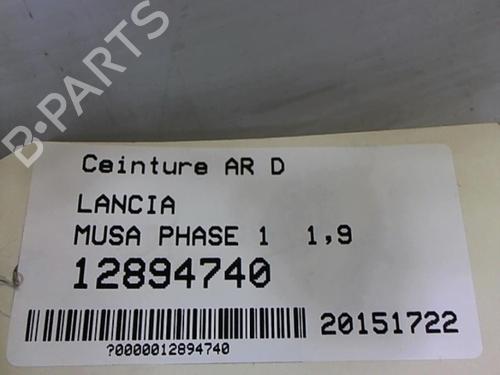 B-PARTS
Ceinture AR D
LANCIA
MUSA PHASE 1 1,9
12894740
20151722
?0000012894740